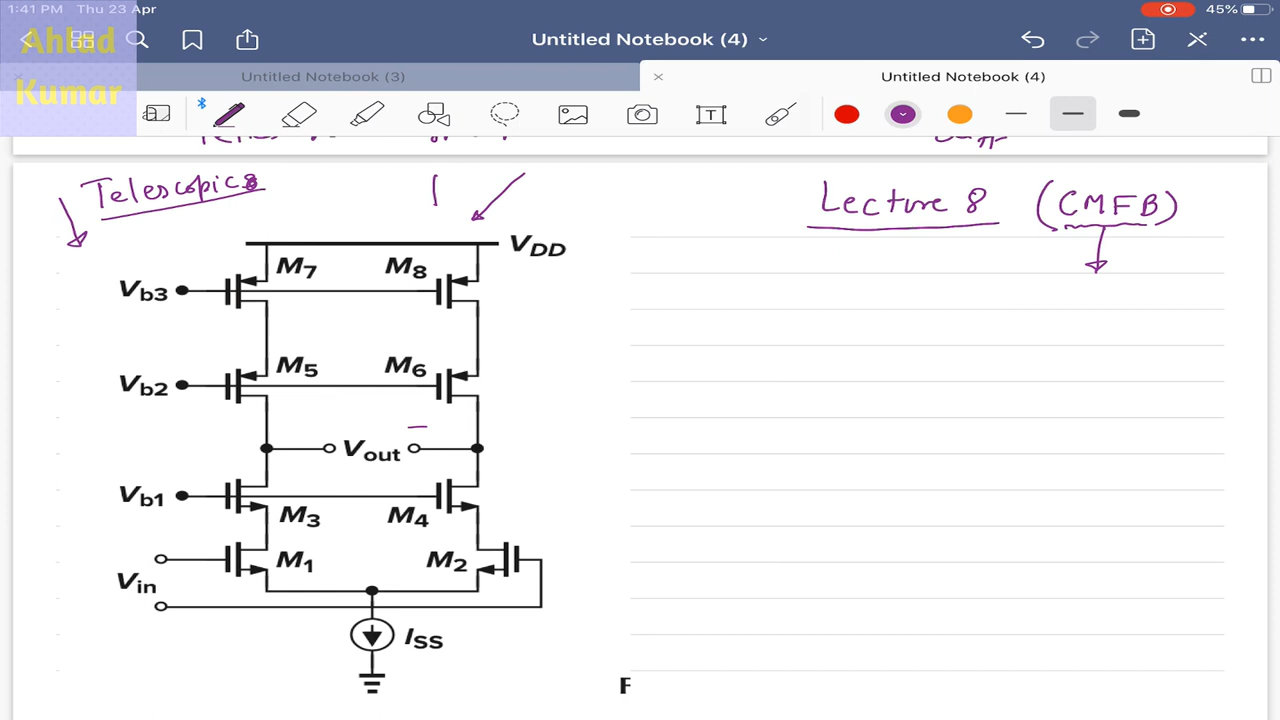 1:41 PM Thu 23 Apr
45%
Ahlad
Kumar
Untitled Notebook (4)
Untitled Notebook (3)
Untitled Notebook (4)
T
Telescopic
Lecture 8 (CMFB)
VDD
M7 M8
Vb3
M5 M6
Vb2
Vout
Vb1
M3 M4
M1 M2
Vin
ISS
F